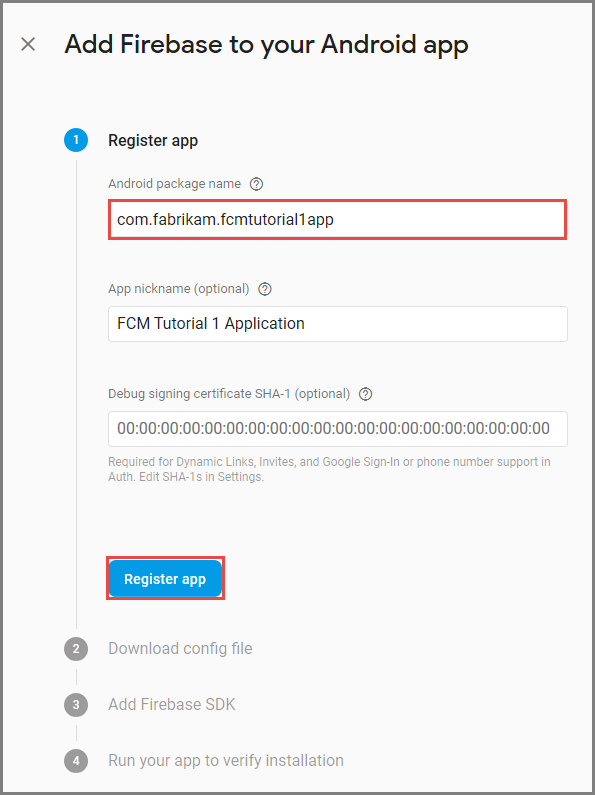 Add Firebase to your Android app
1 Register app
Android package name
com.fabrikam.fcmtutorial1app
App nickname (optional)
FCM Tutorial 1 Application
Debug signing certificate SHA-1 (optional)
00:00:00:00:00:00:00:00:00:00:00:00:00:00:00:00:00:00:00:00
Required for Dynamic Links, Invites, and Google Sign-In or phone number support in
Auth. Edit SHA-1s in Settings.
Register app
2 Download config file
3 Add Firebase SDK
4 Run your app to verify installation